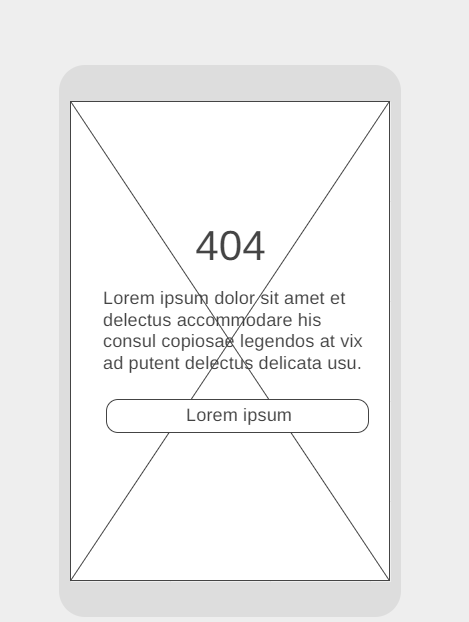 404
Lorem ipsum dolor sit amet et
delectus accommodare his
consul copiosae legendos at vix
ad putent delectus delicata usu.
Lorem ipsum